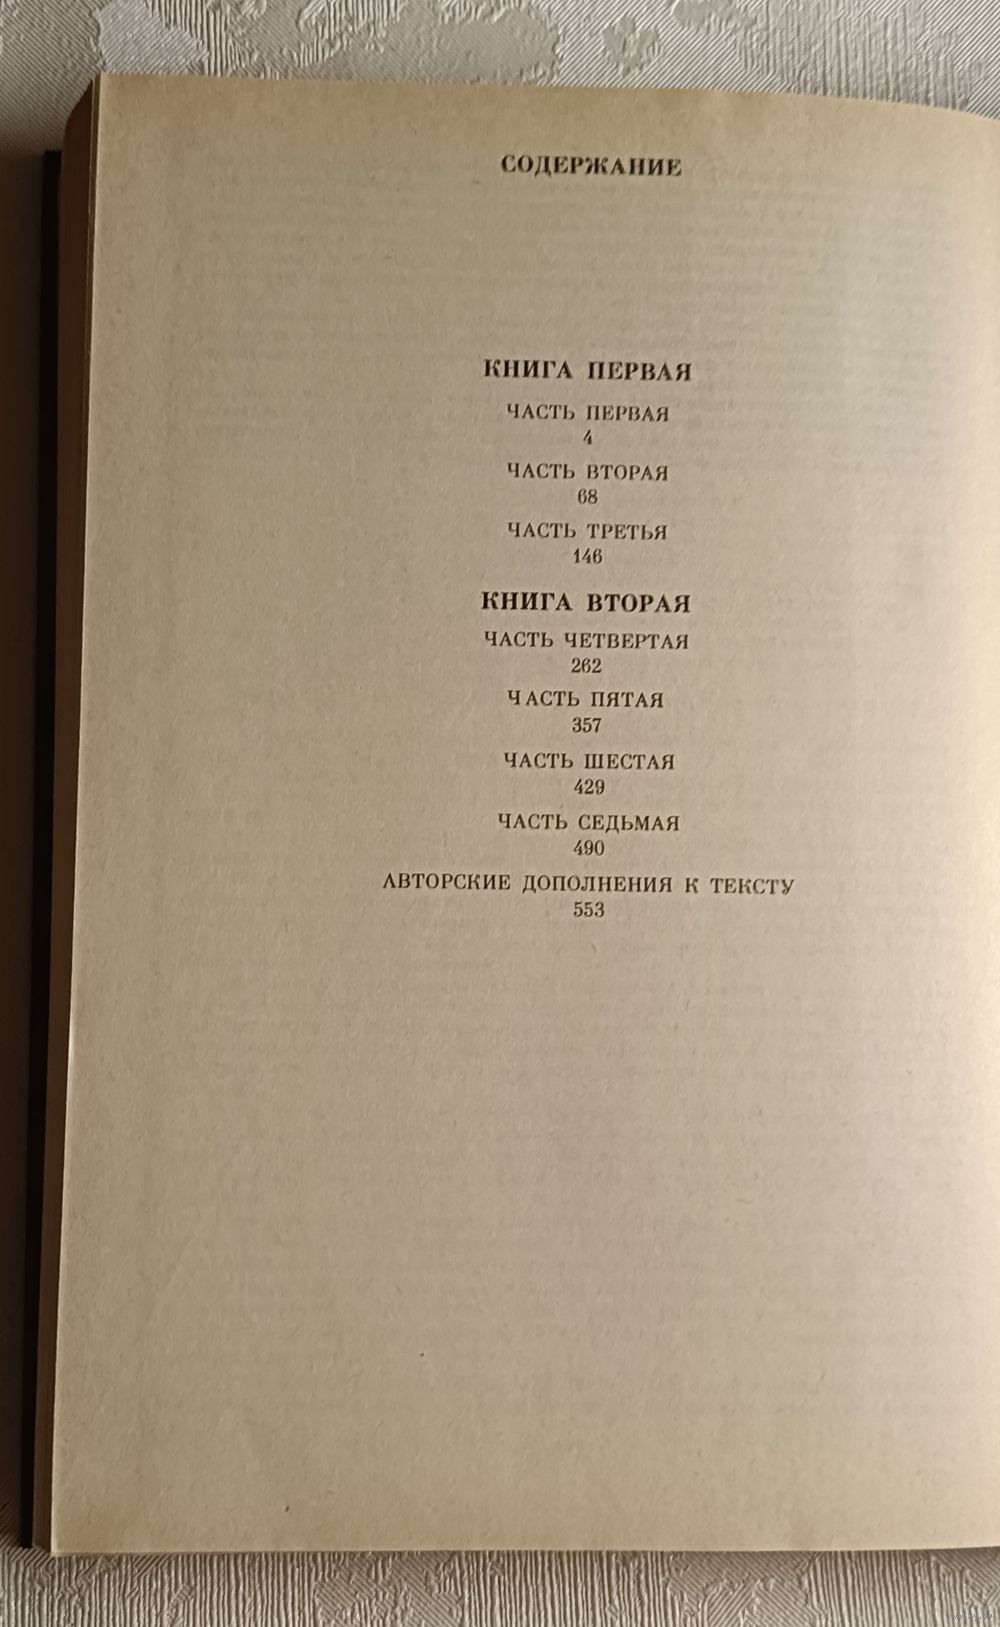 СОДЕРЖАНИЕ
КНИГА ПЕРВАЯ
ЧАСТЬ ПЕРВАЯ
4
ЧАСТЬ ВТОРАЯ
68
ЧАСТЬ ТРЕТЬЯ
146
КНИГА ВТОРАЯ
ЧАСТЬ ЧЕТВЕРТАЯ
262
ЧАСТЬ ПЯТАЯ
357
ЧАСТЬ ШЕСТАЯ
429
ЧАСТЬ СЕДЬМАЯ
490
АВТОРСКИЕ ДОПОЛНЕНИЯ К ТЕКСТУ
553